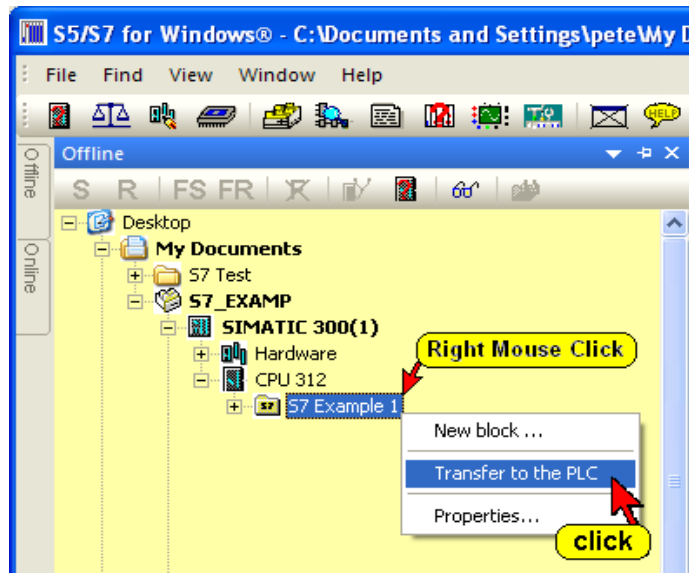 S5/S7 for Windows® - C:\Documents and Settings\pete\My D
File Find View Window Help
HELP
Offline
Offline
Online
S R FS FR
Desktop
My Documents
S7 Test
S7_EXAMP
SIMATIC 300(1)
Hardware
Right Mouse Click
CPU 312
S7 Example 1
New block ...
Transfer to the PLC
Properties...
click